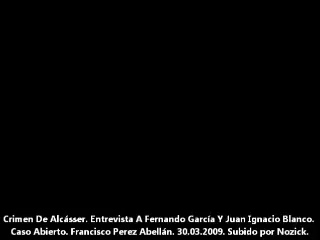 Crimen De Alcásser. Entrevista A Fernando García Y Juan Ignacio Blanco.
Caso Abierto. Francisco Perez Abellán. 30.03.2009. Subido por Nozick.